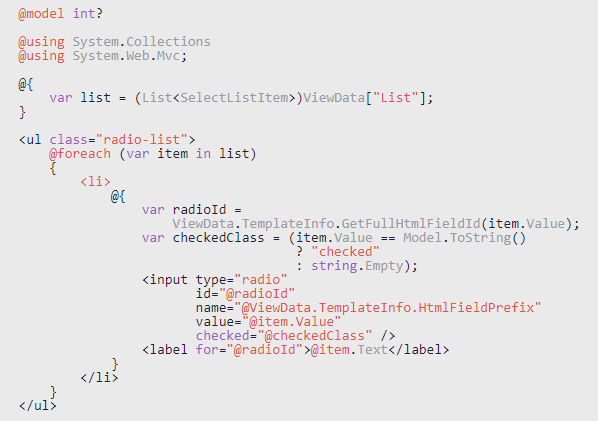 @model int?
@using System.Collections
@using System.Web.Mvc;
@{
var list = (List<SelectListItem>)ViewData["List"];
}
<ul class="radio-list">
@foreach (var item in list)
{
<li>
@{
var radioId =
ViewData.TemplateInfo.GetFullHtmlFieldId(item.Value);
var checkedClass = (item.Value == Model.ToString()
? "checked"
: string.Empty);
<input type="radio"
id="@radioId"
name="@ViewData.TemplateInfo.HtmlFieldPrefix"
value="@item.Value"
checked="@checkedClass" />
<label for="@radioId">@item.Text</label>
}
</li>
}
</ul>